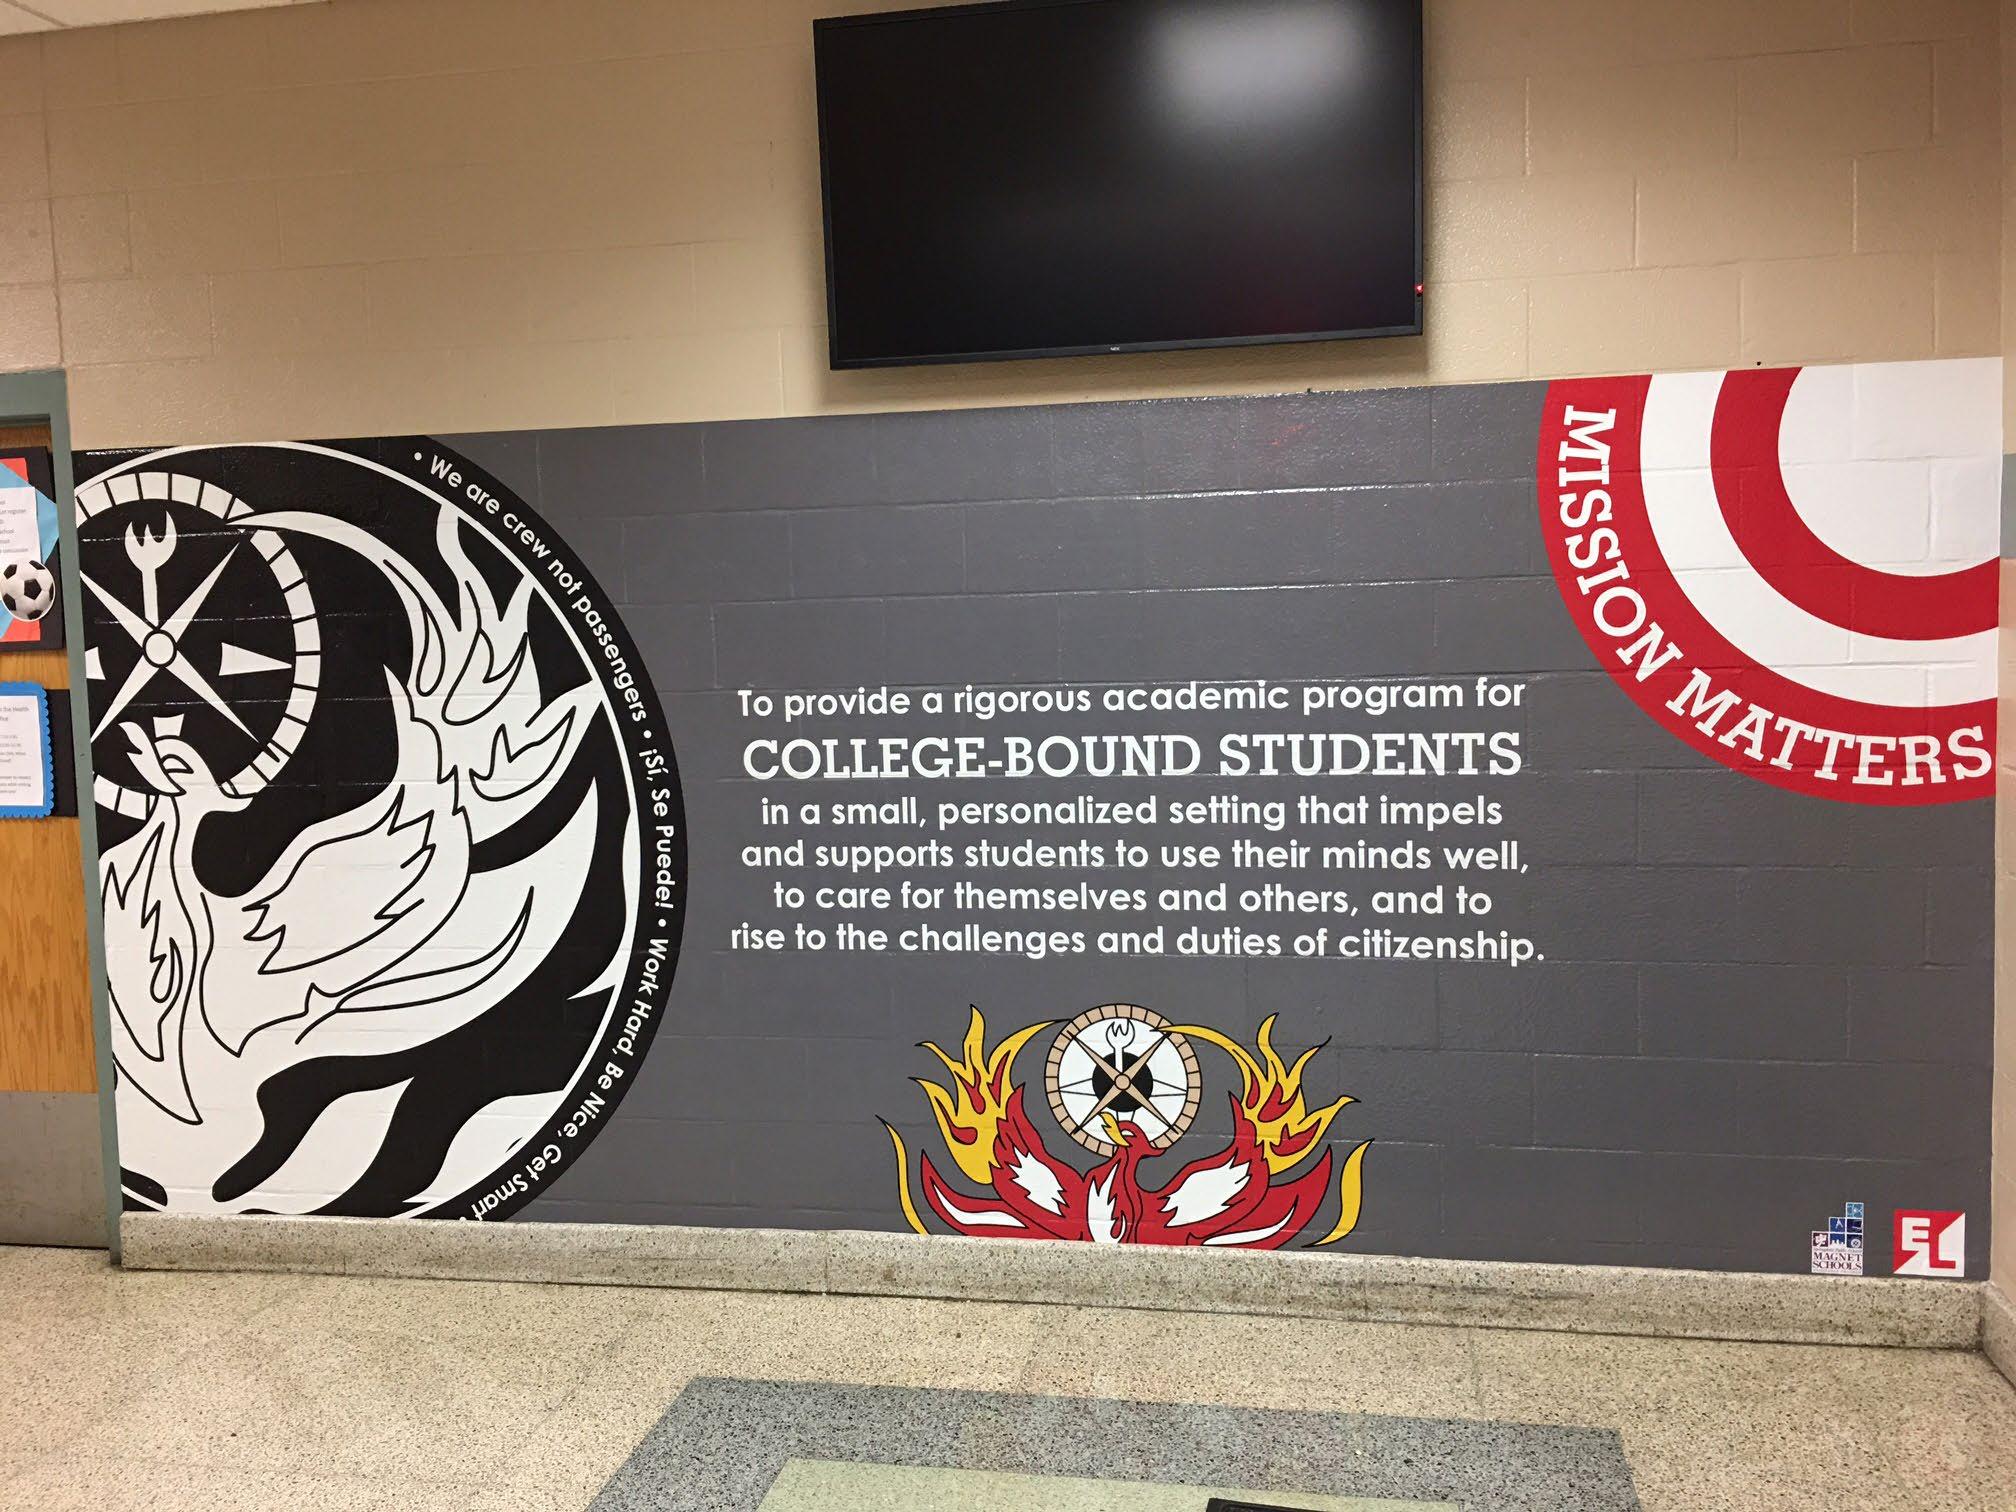 • We are crew not passengers • ¡Sí, Se Puede! • Work Hard, Be Nice, Get Smart •
MISSION MATTERS
To provide a rigorous academic program for
COLLEGE-BOUND STUDENTS
in a small, personalized setting that impels
and supports students to use their minds well,
to care for themselves and others, and to
rise to the challenges and duties of citizenship.
MAGNET
SCHOOLS
EL
NEC